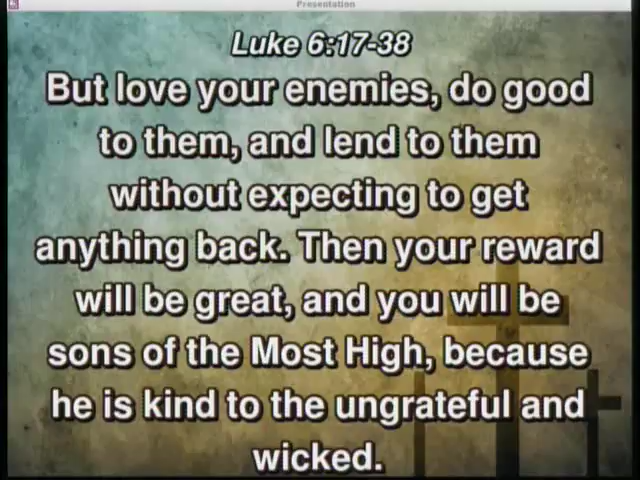 Presentation
Luke 6:17-38
But love your enemies, do good
to them, and lend to them
without expecting to get
anything back. Then your reward
will be great, and you will be
sons of the Most High, because
he is kind to the ungrateful and
wicked.